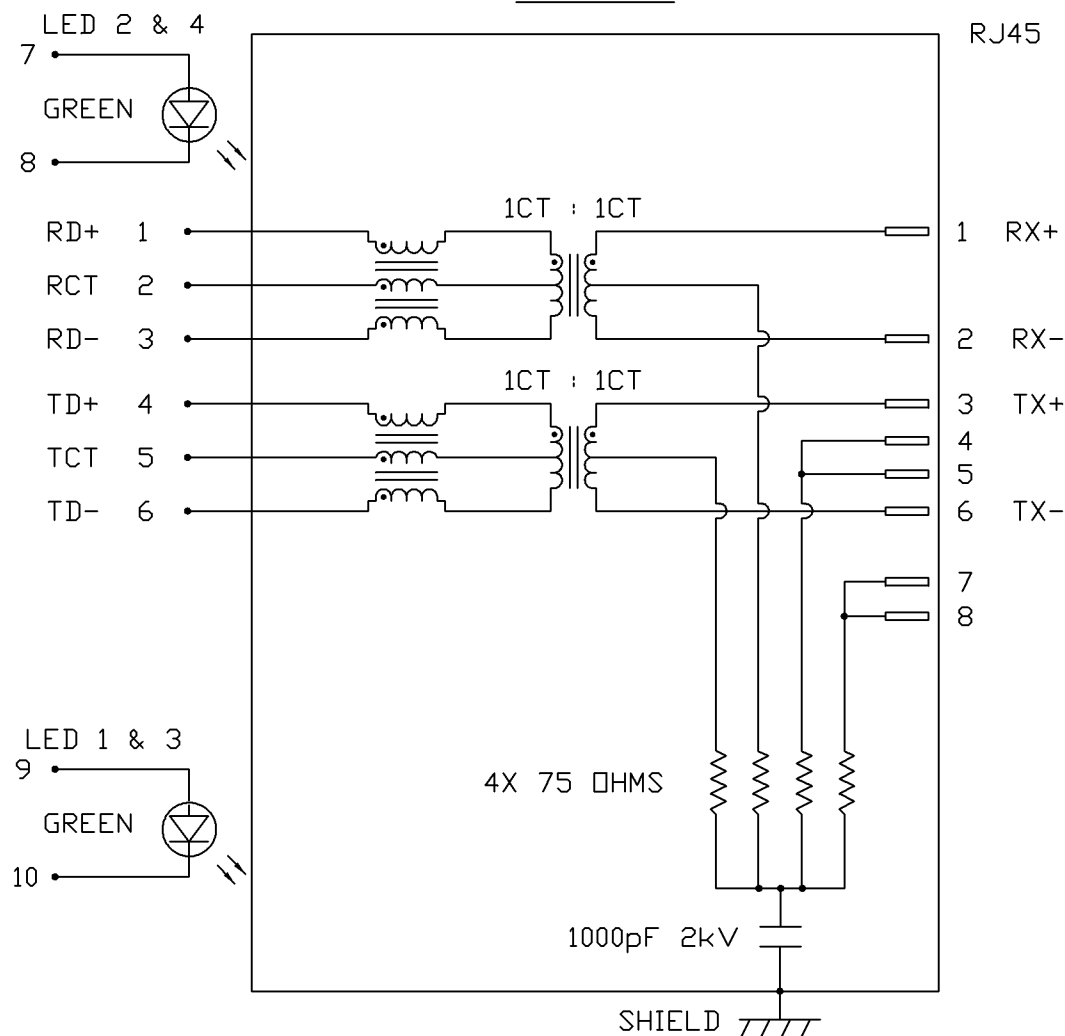 LED 2 & 4
RJ45
7
GREEN
8
1CT : 1CT
RD+ 1
1 RX+
RCT 2
RD- 3
2 RX-
1CT : 1CT
TD+ 4
3 TX+
4
TCT 5
5
TD- 6
6 TX-
7
8
LED 1 & 3
9
4X 75 OHMS
GREEN
10
1000pF 2kV
SHIELD